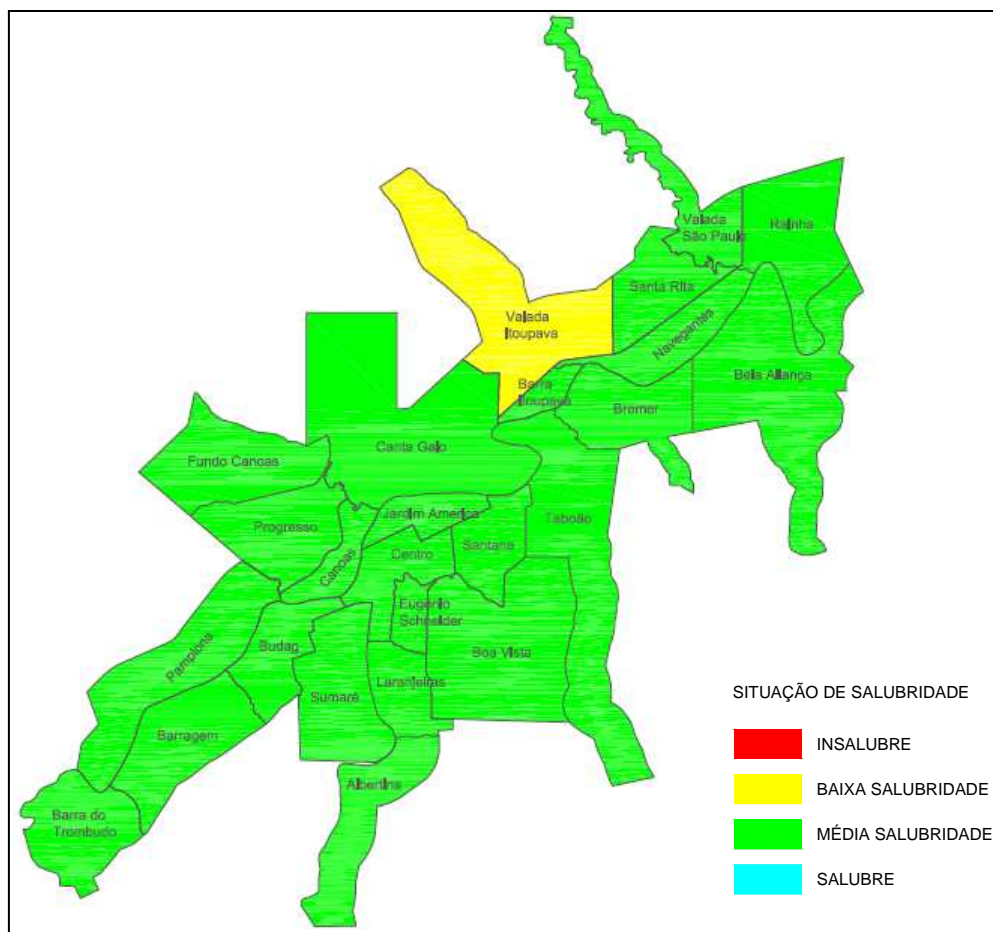 Valada
São Paulo
Rainha
Santa Rita
Valada
Itoupava
Navegantes
Bela Aliança
Barra
Itoupava
Bremer
Canta Galo
Fundo Canoas
Jardim América
Taboão
Progresso
Santana
Centro
Canoas
Eugênio
Schneider
Pamplona
Budag
Boa Vista
Laranjeiras
Sumaré
Barragem
Albertina
Barra do
Trombudo
SITUAÇÃO DE SALUBRIDADE
INSALUBRE
BAIXA SALUBRIDADE
MÉDIA SALUBRIDADE
SALUBRE